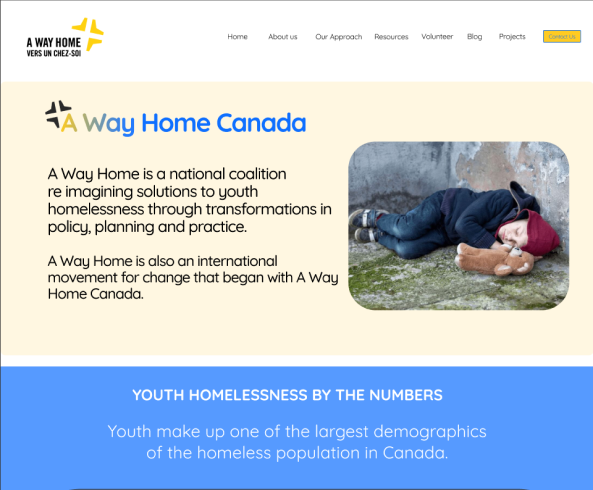 A WAY HOME
VERS UN CHEZ-SOI
Home About us Our Approach Resources Volunteer Blog Projects Contact Us
A Way Home Canada
A Way Home is a national coalition
re imagining solutions to youth
homelessness through transformations in
policy, planning and practice.
A Way Home is also an international
movement for change that began with A Way
Home Canada.
YOUTH HOMELESSNESS BY THE NUMBERS
Youth make up one of the largest demographics
of the homeless population in Canada.